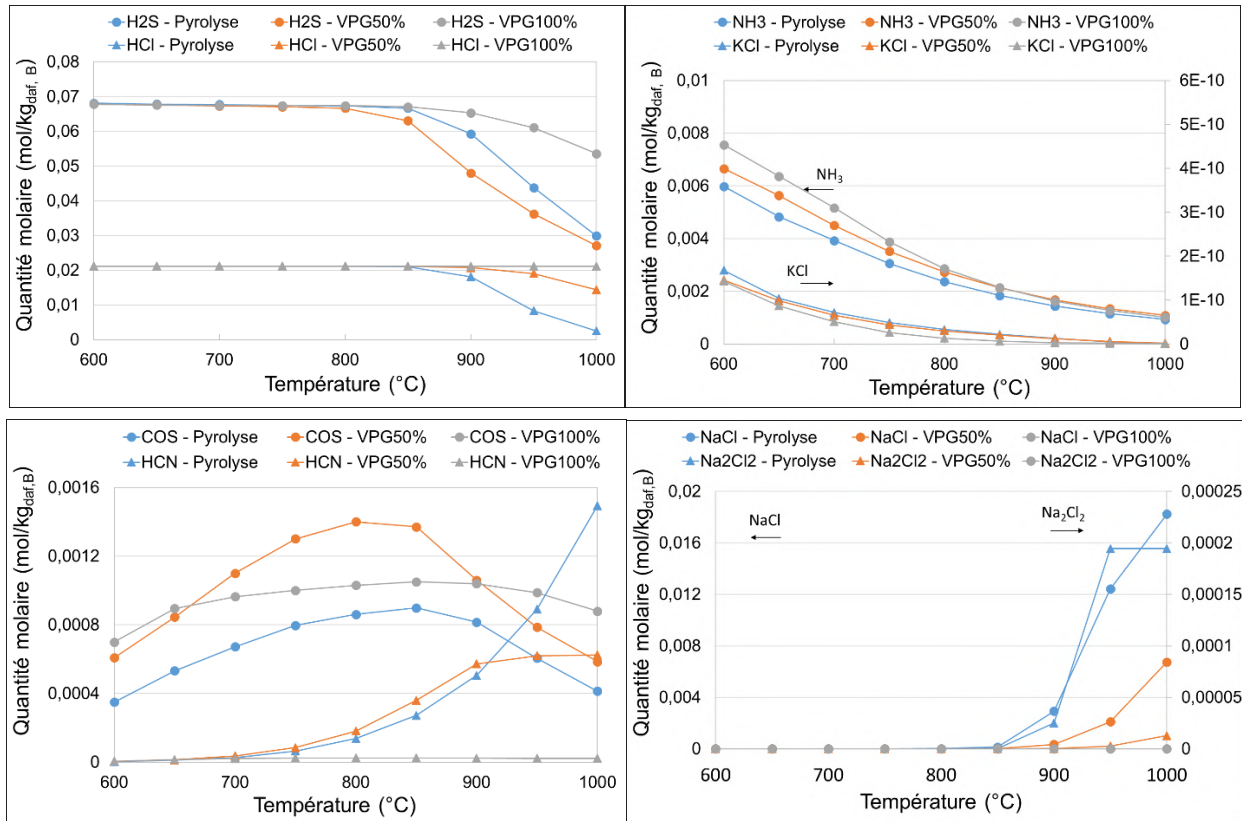 H2S - Pyrolyse H2S - VPG50% H2S - VPG100%
HCl - Pyrolyse HCl - VPG50% HCl - VPG100%
Quantité molaire (mol/kg_daf, B)
0,08
0,07
0,06
0,05
0,04
0,03
0,02
0,01
0
600 700 800 900 1000
Température (°C)
NH3 - Pyrolyse NH3 - VPG50% NH3 - VPG100%
KCl - Pyrolyse KCl - VPG50% KCl - VPG100%
Quantité molaire (mol/kg_daf, B)
0,01
0,008
0,006
0,004
0,002
0
NH₃
KCl
6E-10
5E-10
4E-10
3E-10
2E-10
1E-10
0
600 700 800 900 1000
Température (°C)
COS - Pyrolyse COS - VPG50% COS - VPG100%
HCN - Pyrolyse HCN - VPG50% HCN - VPG100%
Quantité molaire (mol/kg_daf,B)
0,0016
0,0012
0,0008
0,0004
0
600 700 800 900 1000
Température (°C)
NaCl - Pyrolyse NaCl - VPG50% NaCl - VPG100%
Na2Cl2 - Pyrolyse Na2Cl2 - VPG50% Na2Cl2 - VPG100%
Quantité molaire (mol/kg_daf,B)
0,02
0,016
0,012
0,008
0,004
0
NaCl
Na₂Cl₂
0,00025
0,0002
0,00015
0,0001
0,00005
0
600 700 800 900 1000
Température (°C)